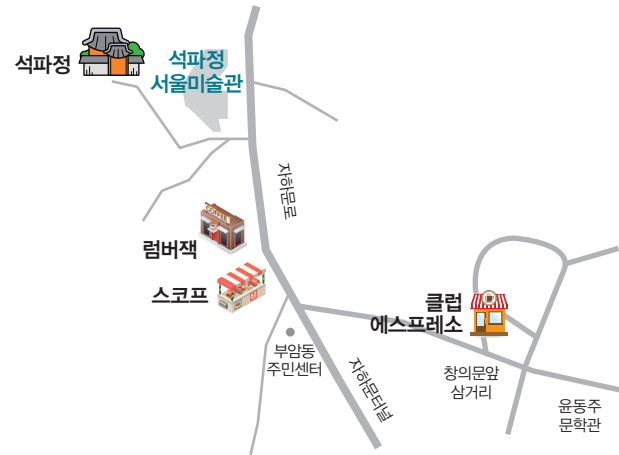 석파정
석파정
서울미술관
자하문로
럼버잭
스코프
클럽
에스프레소
부암동
주민센터
자하문터널
창의문앞
삼거리
윤동주
문학관
COFFEE